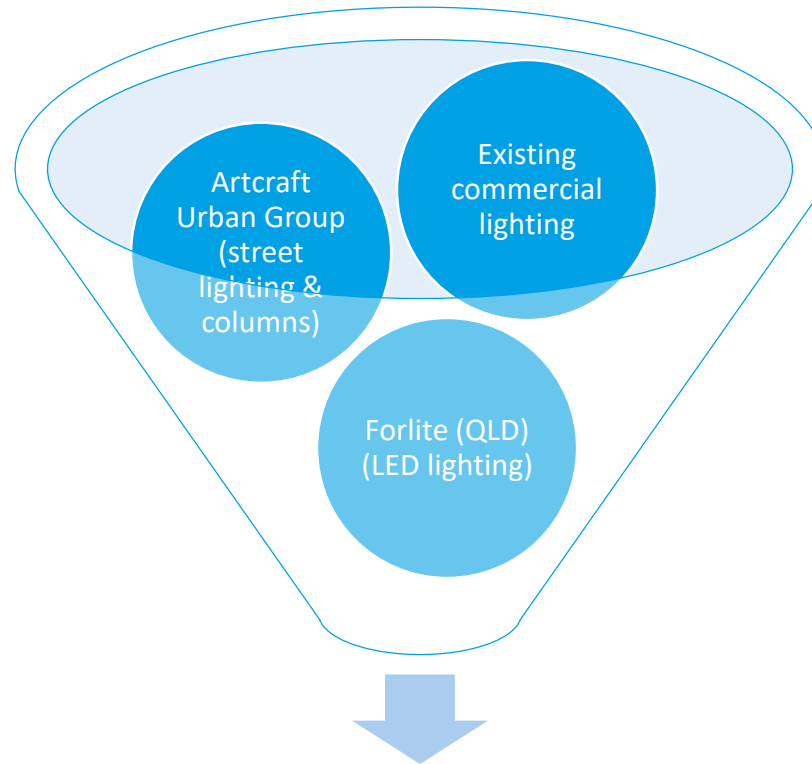 Existing
commercial
lighting
Artcraft
Urban Group
(street
lighting &
columns)
Forlite (QLD)
(LED lighting)